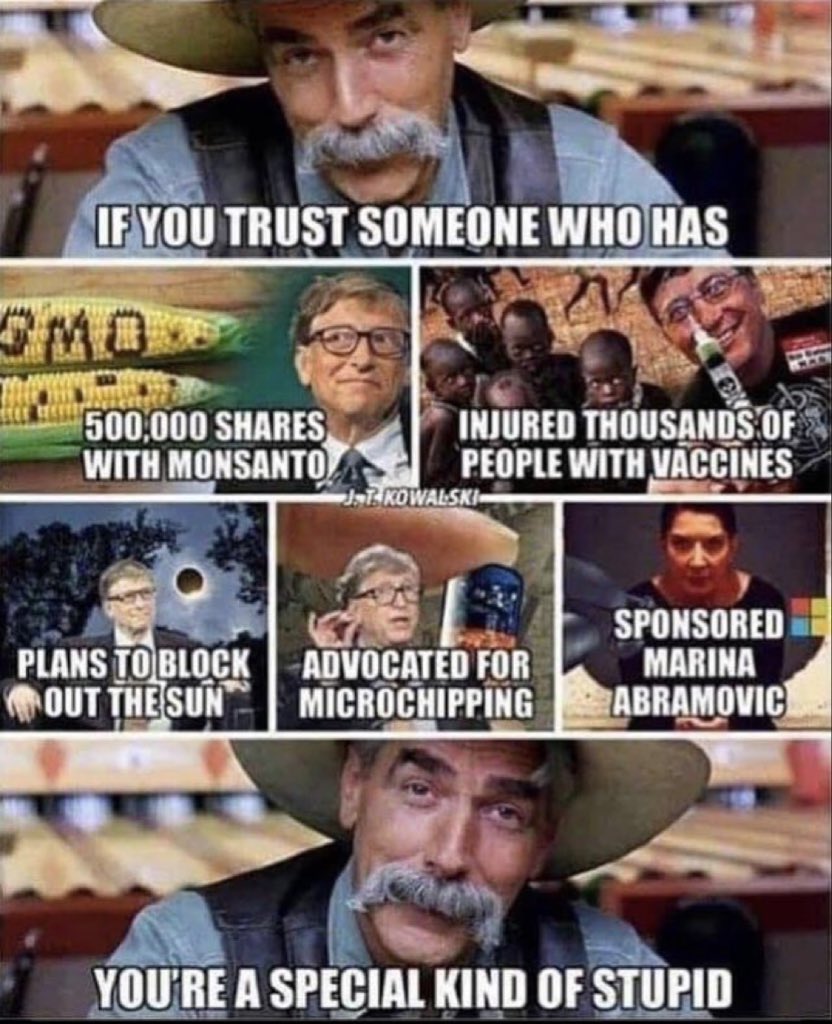 IF YOU TRUST SOMEONE WHO HAS
GMO
500,000 SHARES
WITH MONSANTO
INJURED THOUSANDS OF
PEOPLE WITH VACCINES
J. T. KOWALSKI
PLANS TO BLOCK
OUT THE SUN
ADVOCATED FOR
MICROCHIPPING
SPONSORED
MARINA
ABRAMOVIC
YOU'RE A SPECIAL KIND OF STUPID